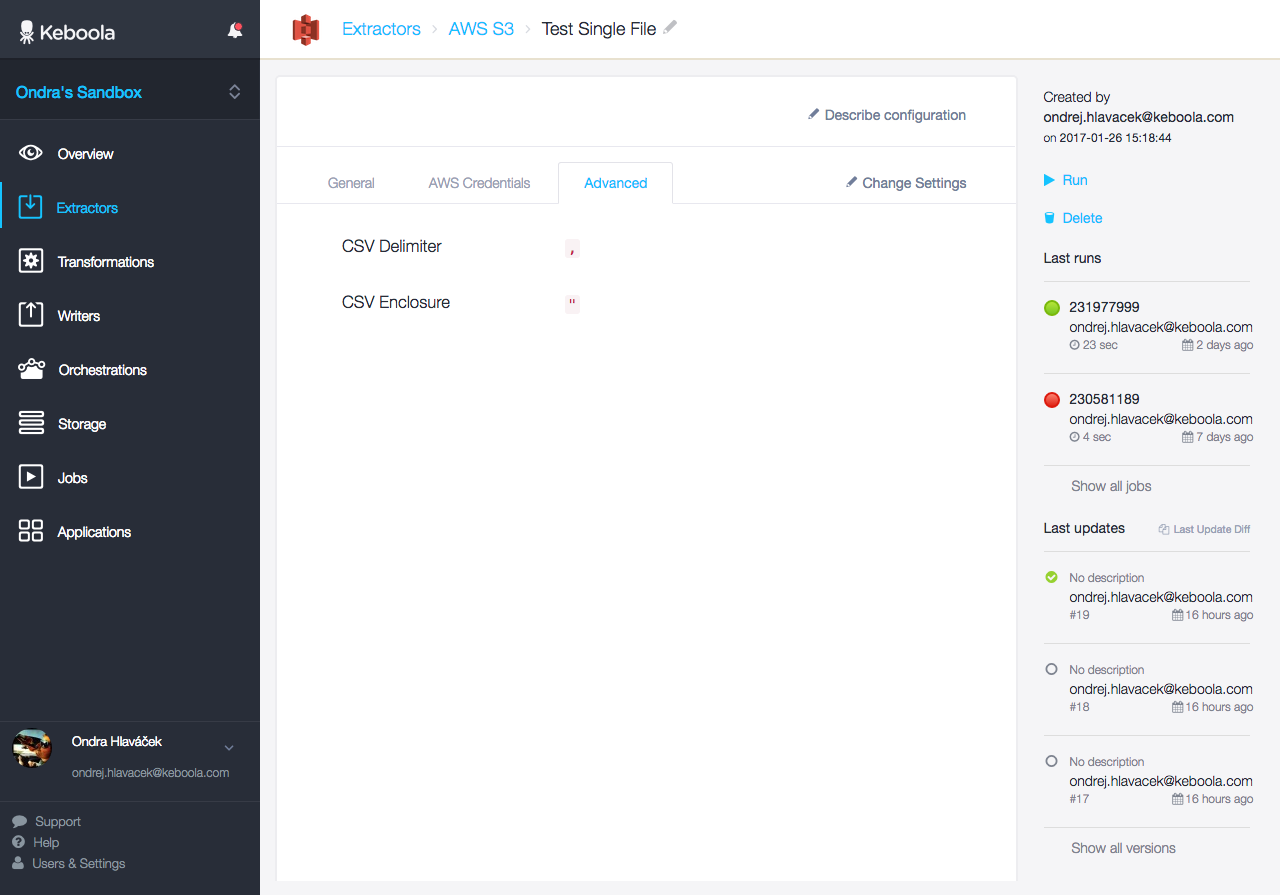 Keboola
Ondra's Sandbox
Overview
Extractors
Transformations
Writers
Orchestrations
Storage
Jobs
Applications
Ondra Hlaváček
ondrej.hlavacek@keboola.com
Support
Help
Users & Settings
Extractors › AWS S3 › Test Single File
Describe configuration
General AWS Credentials Advanced Change Settings
CSV Delimiter ,
CSV Enclosure "
Created by
ondrej.hlavacek@keboola.com
on 2017-01-26 15:18:44
Run
Delete
Last runs
231977999
ondrej.hlavacek@keboola.com
23 sec 2 days ago
230581189
ondrej.hlavacek@keboola.com
4 sec 7 days ago
Show all jobs
Last updates Last Update Diff
No description
ondrej.hlavacek@keboola.com
#19 16 hours ago
No description
ondrej.hlavacek@keboola.com
#18 16 hours ago
No description
ondrej.hlavacek@keboola.com
#17 16 hours ago
Show all versions